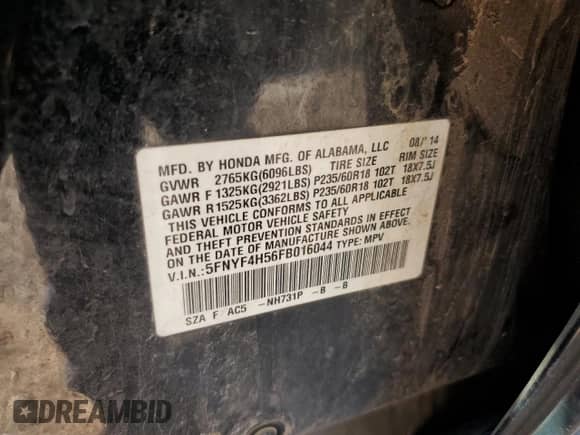 MFD. BY HONDA MFG. OF ALABAMA, LLC 08/'14
GVWR 2765KG(6096LBS) TIRE SIZE RIM SIZE
GAWR F 1325KG(2921LBS) P235/60R18 102T 18X7.5J
GAWR R 1525KG(3362LBS) P235/60R18 102T 18X7.5J
THIS VEHICLE CONFORMS TO ALL APPLICABLE
FEDERAL MOTOR VEHICLE SAFETY
AND THEFT PREVENTION STANDARDS IN EFFECT
ON THE DATE OF MANUFACTURE SHOWN ABOVE.
V.I.N.:5FNYF4H56FB016044 TYPE: MPV
SZA F AC5 -NH731P -B -B
DREAMBID